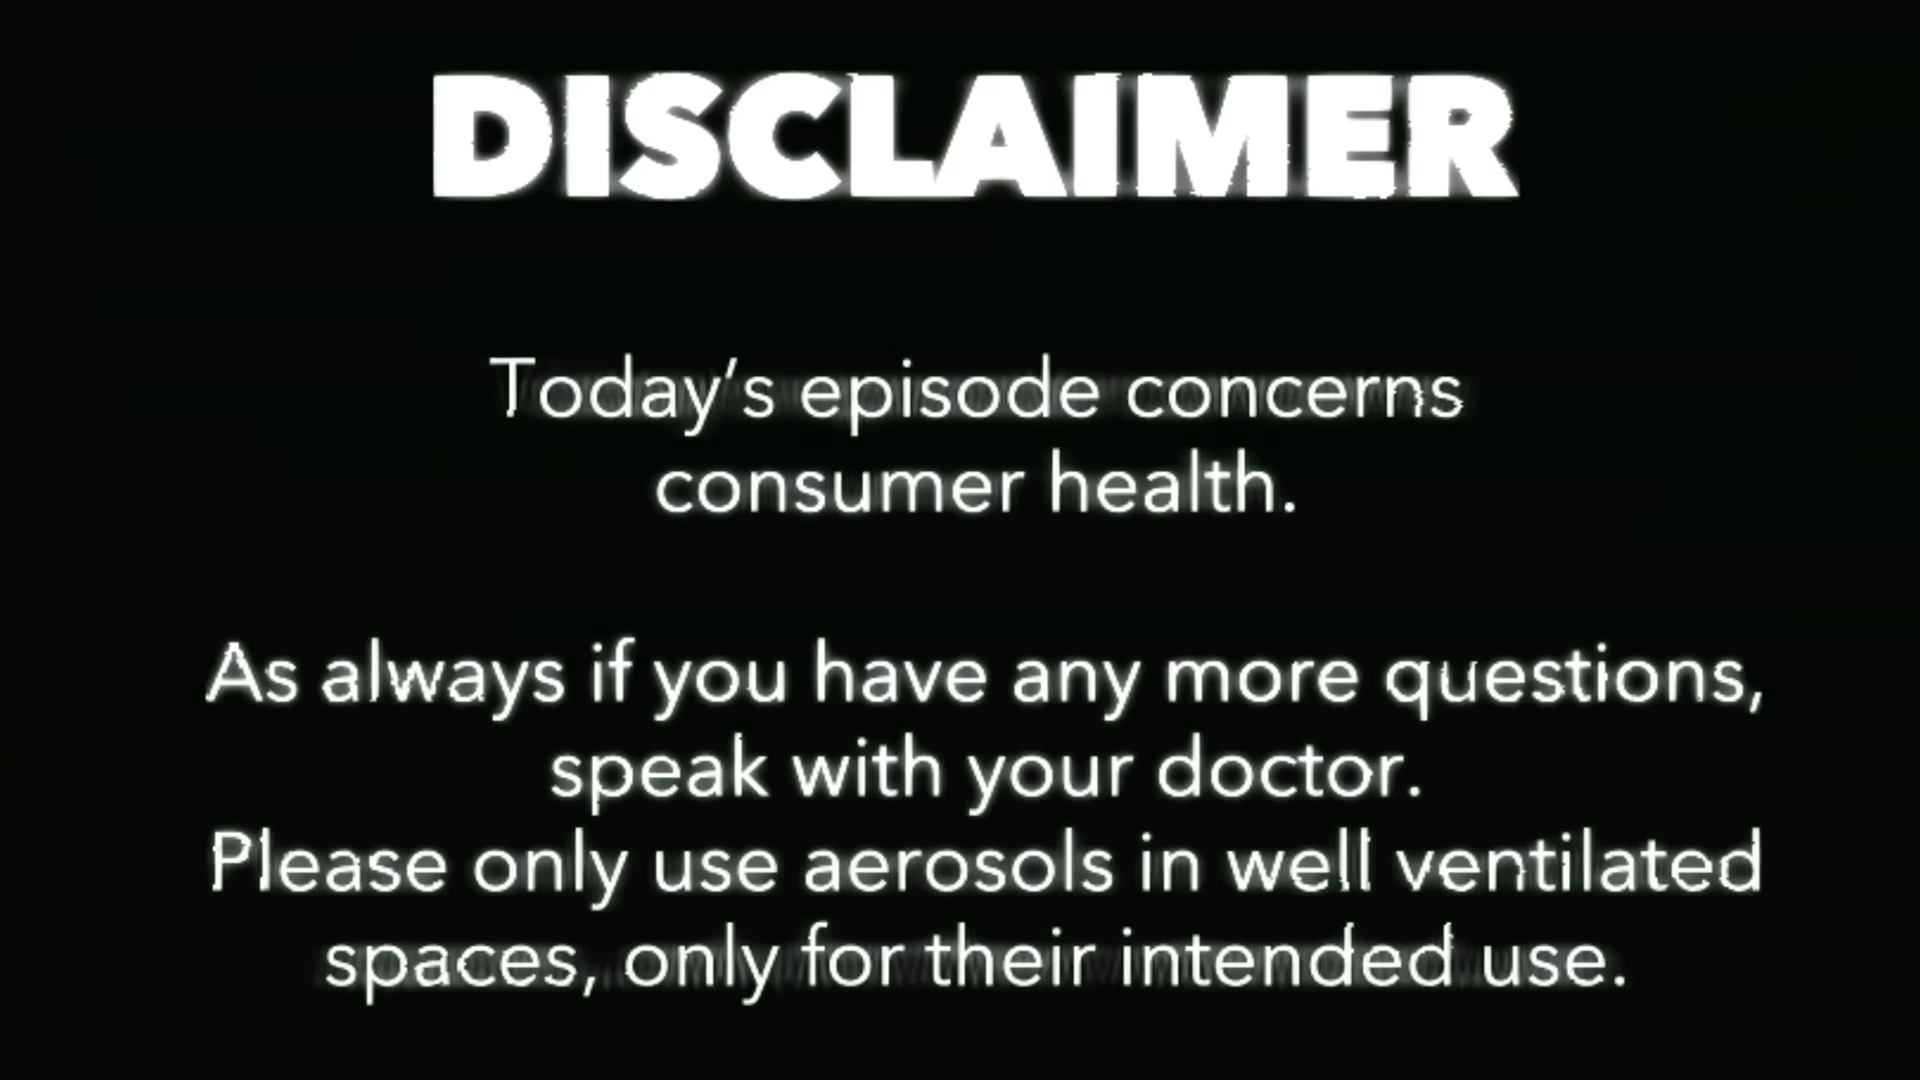 DISCLAIMER
Today’s episode concerns
consumer health.
As always if you have any more questions,
speak with your doctor.
Please only use aerosols in well ventilated
spaces, only for their intended use.